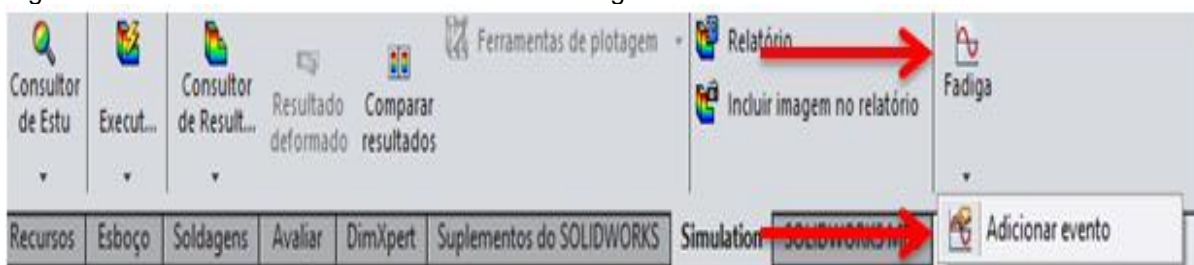 Consultor
de Estu
Execut...
Consultor
de Result...
Resultado
deformado
Comparar
resultados
Ferramentas de plotagem
Relatório
Incluir imagem no relatório
Fadiga
Recursos
Esboço
Soldagens
Avaliar
DimXpert
Suplementos do SOLIDWORKS
Simulation
SOLIDWORKS M
Adicionar evento